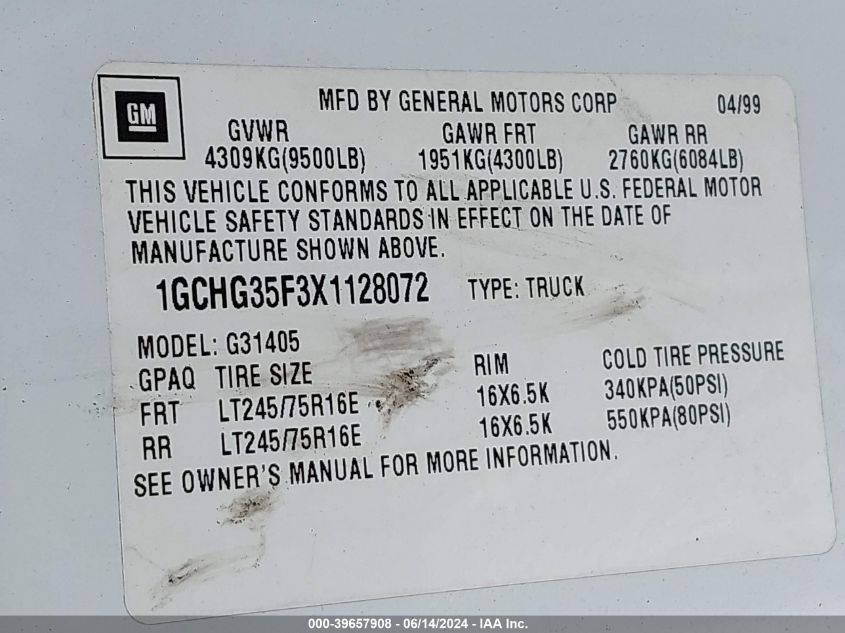 GM
MFD BY GENERAL MOTORS CORP 04/99
GVWR GAWR FRT GAWR RR
4309KG(9500LB) 1951KG(4300LB) 2760KG(6084LB)
THIS VEHICLE CONFORMS TO ALL APPLICABLE U.S. FEDERAL MOTOR
VEHICLE SAFETY STANDARDS IN EFFECT ON THE DATE OF
MANUFACTURE SHOWN ABOVE.
1GCHG35F3X1128072 TYPE: TRUCK
MODEL: G31405
GPAQ TIRE SIZE RIM COLD TIRE PRESSURE
FRT LT245/75R16E 16X6.5K 340KPA(50PSI)
RR LT245/75R16E 16X6.5K 550KPA(80PSI)
SEE OWNER'S MANUAL FOR MORE INFORMATION.
000-39657908 - 06/14/2024 - IAA Inc.